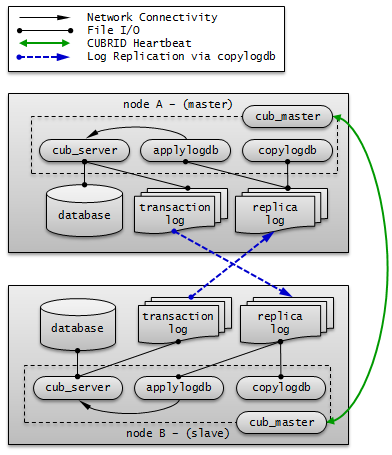 Network Connectivity
File I/O
CUBRID Heartbeat
Log Replication via copylogdb
node A - (master)
cub_master
cub_server
applylogdb
copylogdb
database
transaction
log
replica
log
database
transaction
log
replica
log
cub_server
applylogdb
copylogdb
cub_master
node B - (slave)